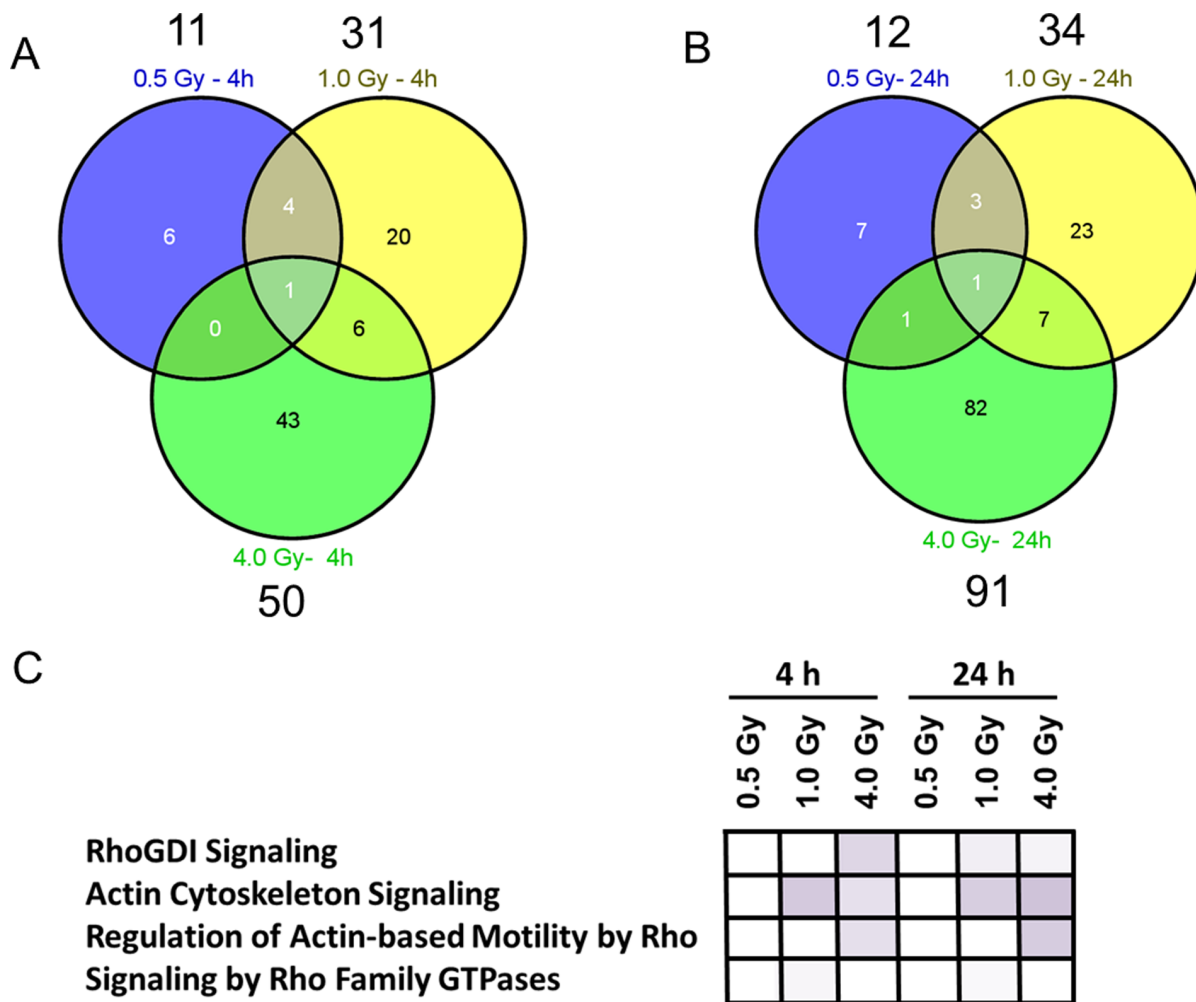 A
11
31
0.5 Gy - 4h
1.0 Gy - 4h
4
6
20
1
0
6
43
4.0 Gy- 4h
50
B
12
34
0.5 Gy- 24h
1.0 Gy - 24h
3
7
23
1
1
7
82
4.0 Gy- 24h
91
C
4 h
24 h
0.5 Gy
1.0 Gy
4.0 Gy
0.5 Gy
1.0 Gy
4.0 Gy
RhoGDI Signaling
Actin Cytoskeleton Signaling
Regulation of Actin-based Motility by Rho
Signaling by Rho Family GTPases